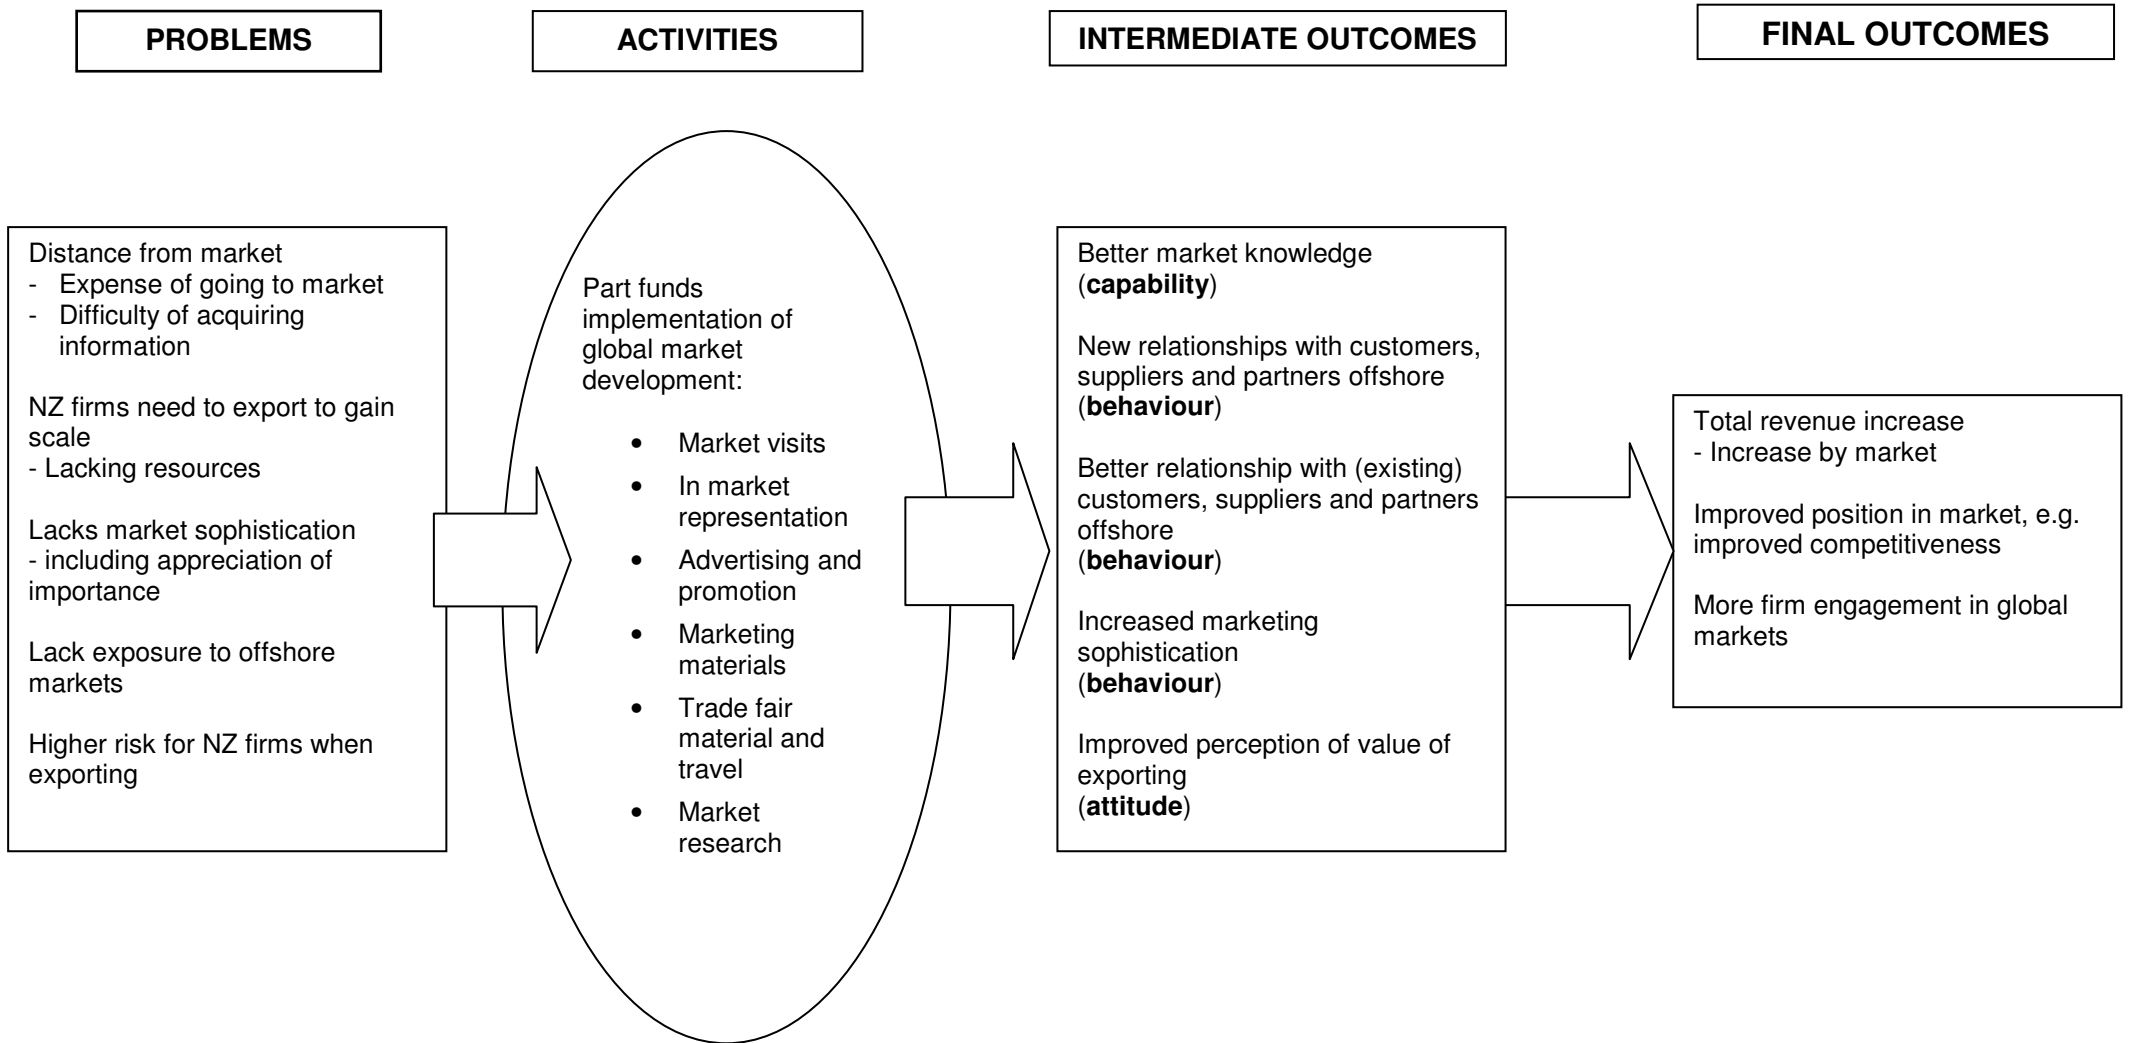 PROBLEMS
ACTIVITIES
INTERMEDIATE OUTCOMES
FINAL OUTCOMES
Distance from market
- Expense of going to market
- Difficulty of acquiring
information
NZ firms need to export to gain
scale
- Lacking resources
Lacks market sophistication
- including appreciation of
importance
Lack exposure to offshore
markets
Higher risk for NZ firms when
exporting
Part funds
implementation of
global market
development:
• Market visits
• In market
representation
• Advertising and
promotion
• Marketing
materials
• Trade fair
material and
travel
• Market
research
Better market knowledge
(capability)
New relationships with customers,
suppliers and partners offshore
(behaviour)
Better relationship with (existing)
customers, suppliers and partners
offshore
(behaviour)
Increased marketing
sophistication
(behaviour)
Improved perception of value of
exporting
(attitude)
Total revenue increase
- Increase by market
Improved position in market, e.g.
improved competitiveness
More firm engagement in global
markets